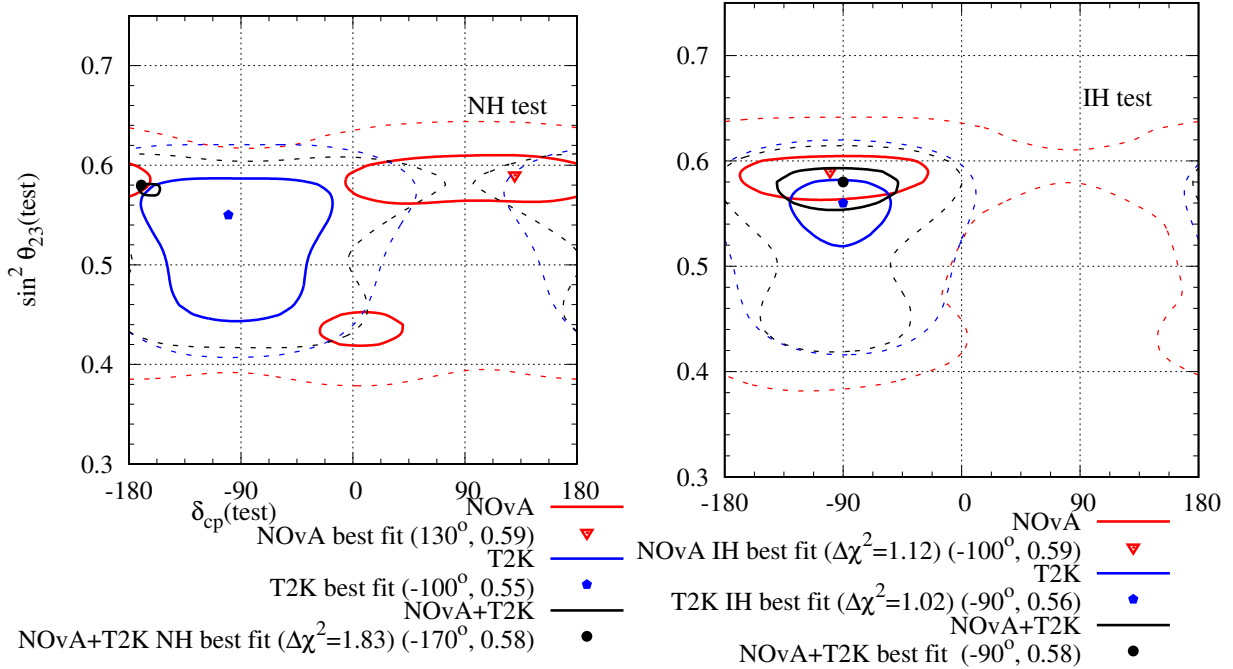 NH test
0.7
0.6
0.5
0.4
0.3
sin² θ₂₃(test)
-180
-90
0
90
180
δcp(test)
NOvA
NOvA best fit (130°, 0.59)
T2K
T2K best fit (-100°, 0.55)
NOvA+T2K
NOvA+T2K NH best fit (Δχ²=1.83) (-170°, 0.58)
IH test
0.7
0.6
0.5
0.4
0.3
-180
-90
0
90
180
NOvA
NOvA IH best fit (Δχ²=1.12) (-100°, 0.59)
T2K
T2K IH best fit (Δχ²=1.02) (-90°, 0.56)
NOvA+T2K
NOvA+T2K best fit (-90°, 0.58)